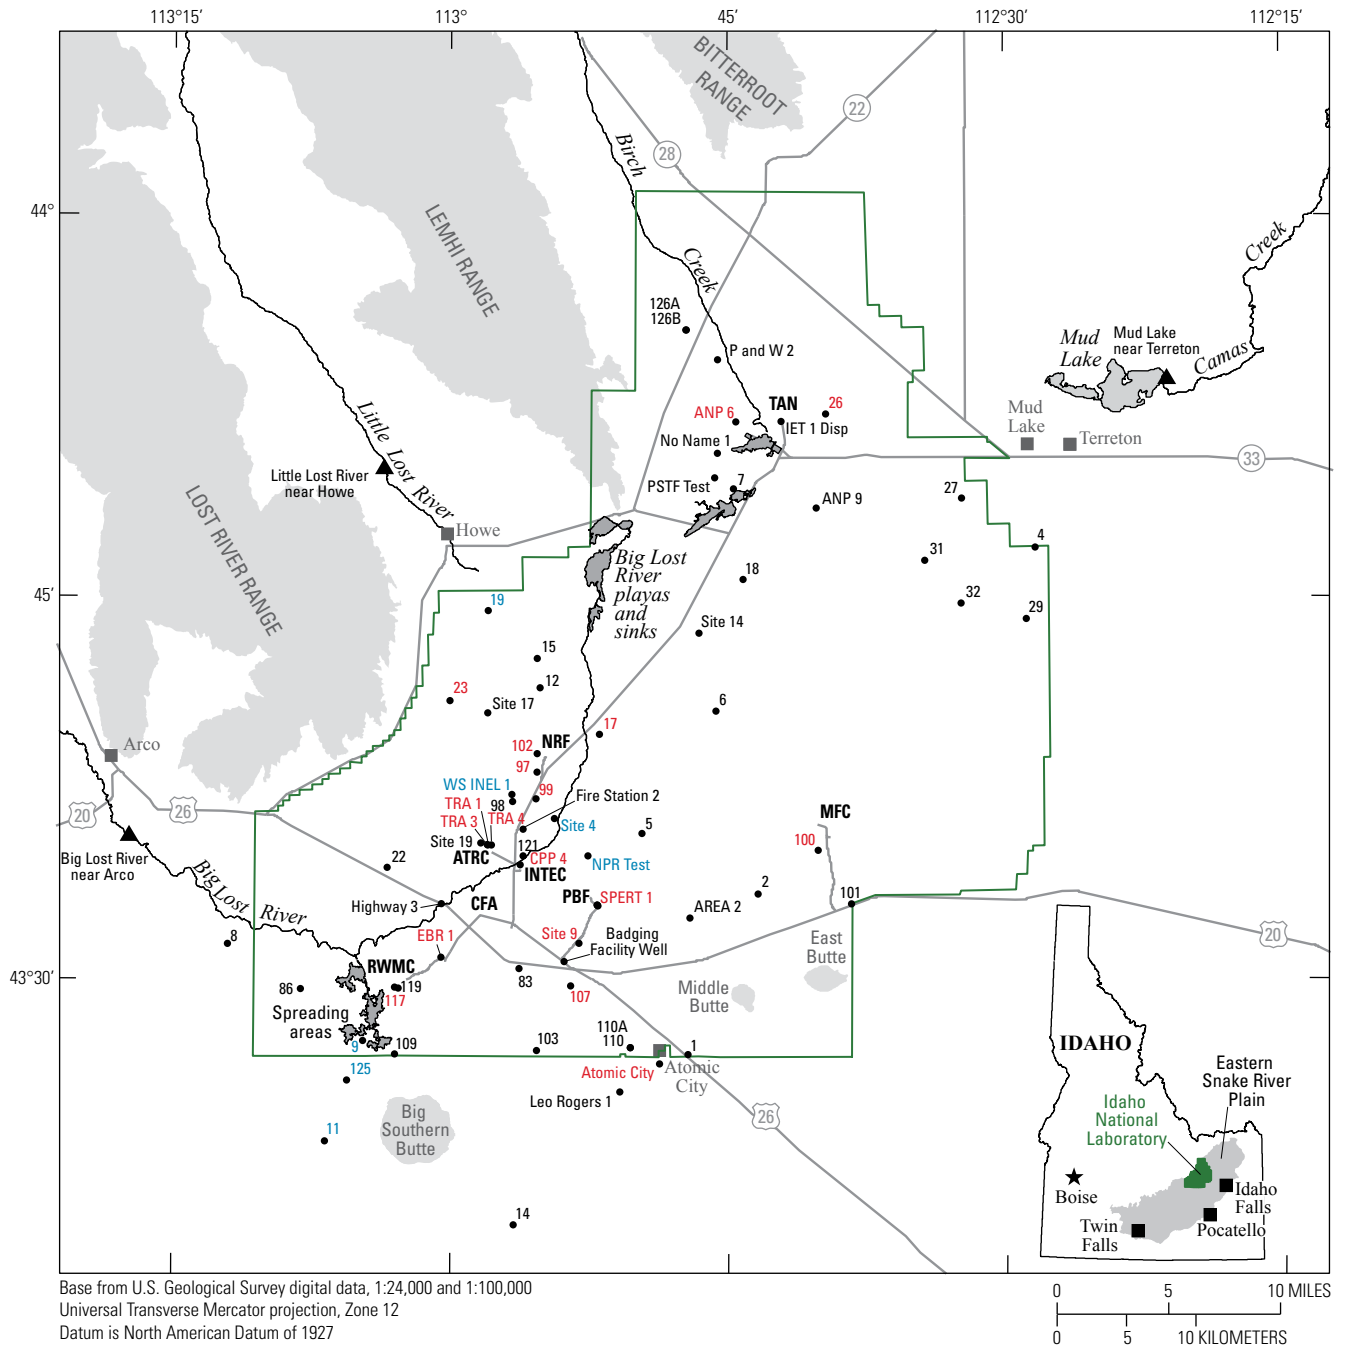 113°15′
113°
45′
112°30′
112°15′
BITTERROOT
RANGE
22
28
Birch
Creek
44°
LEMHI RANGE
Creek
126A
126B
P and W 2
Mud
Lake
Mud Lake
near Terreton
Camas
ANP 6
TAN
26
IET 1 Disp
Mud
Lake
Terreton
No Name 1
33
Little Lost River
Little Lost River
near Howe
PSTF Test
7
27
ANP 9
LOST RIVER RANGE
Howe
4
Big Lost
River
playas
and
sinks
31
18
45′
19
32
29
Site 14
15
12
23
Site 17
6
17
Arco
NRF
102
97
WS INEL 1
99
98
Fire Station 2
TRA 1
TRA 3
TRA 4
20
26
Site 4
5
MFC
Site 19
100
ATRC
121
CPP 4
NPR Test
INTEC
Big Lost River
near Arco
22
Big Lost River
Highway 3
CFA
PBF
SPERT 1
2
AREA 2
101
8
EBR 1
Site 9
Badging
Facility Well
East
Butte
20
43°30′
RWMC
83
86
119
117
107
Middle
Butte
Spreading
areas
9
109
103
110A
110
1
125
Atomic City
Atomic
City
Leo Rogers 1
26
11
Big
Southern
Butte
14
IDAHO
Eastern
Snake River
Plain
Idaho
National
Laboratory
Boise
Idaho
Falls
Pocatello
Twin
Falls
Base from U.S. Geological Survey digital data, 1:24,000 and 1:100,000
Universal Transverse Mercator projection, Zone 12
Datum is North American Datum of 1927
0 5 10 MILES
0 5 10 KILOMETERS